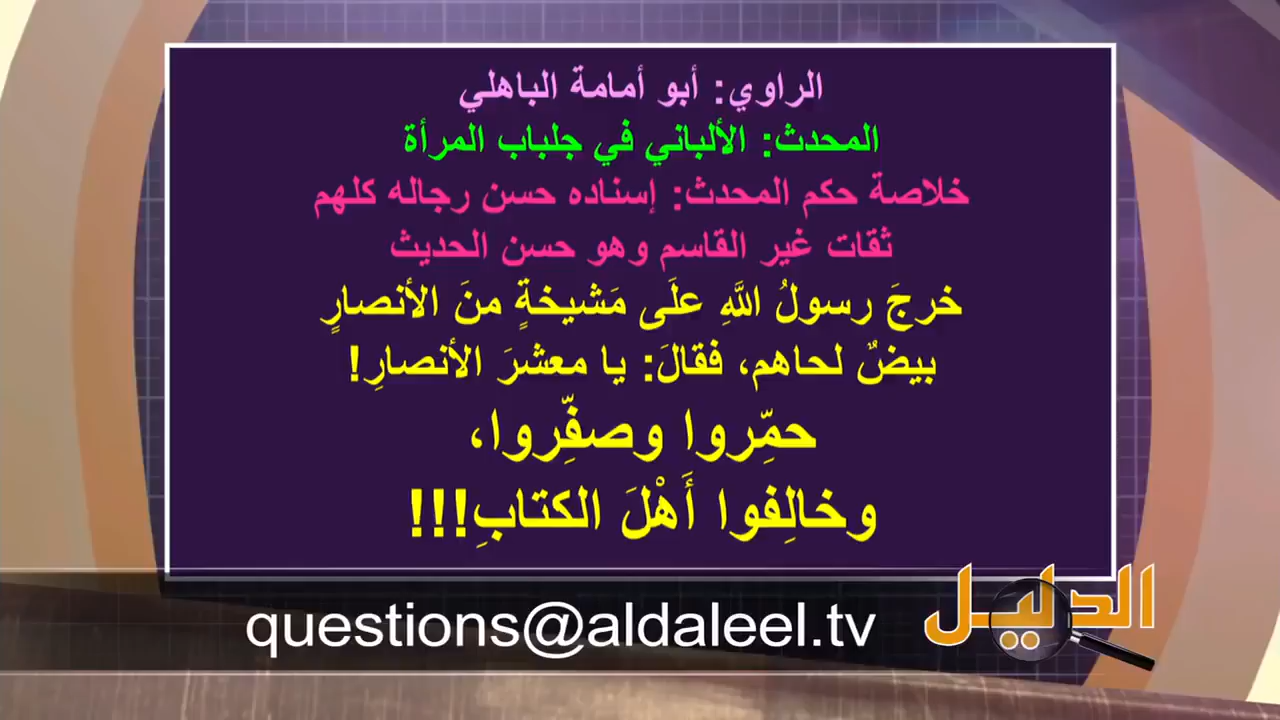 الراوي: أبو أمامة الباهلي
المحدث: الألباني في جلباب المرأة
خلاصة حكم المحدث: إسناده حسن رجاله كلهم
ثقات غير القاسم وهو حسن الحديث
خرجَ رسولُ اللَّهِ علَى مَشيخةٍ منَ الأنصارٍ
بيضٌ لحاهم، فقالَ: يا معشرَ الأنصارِ!
حمِّروا وصفِّروا،
وخالِفوا أَهْلَ الكتابِ!!!
الدليل
questions@aldaleel.tv